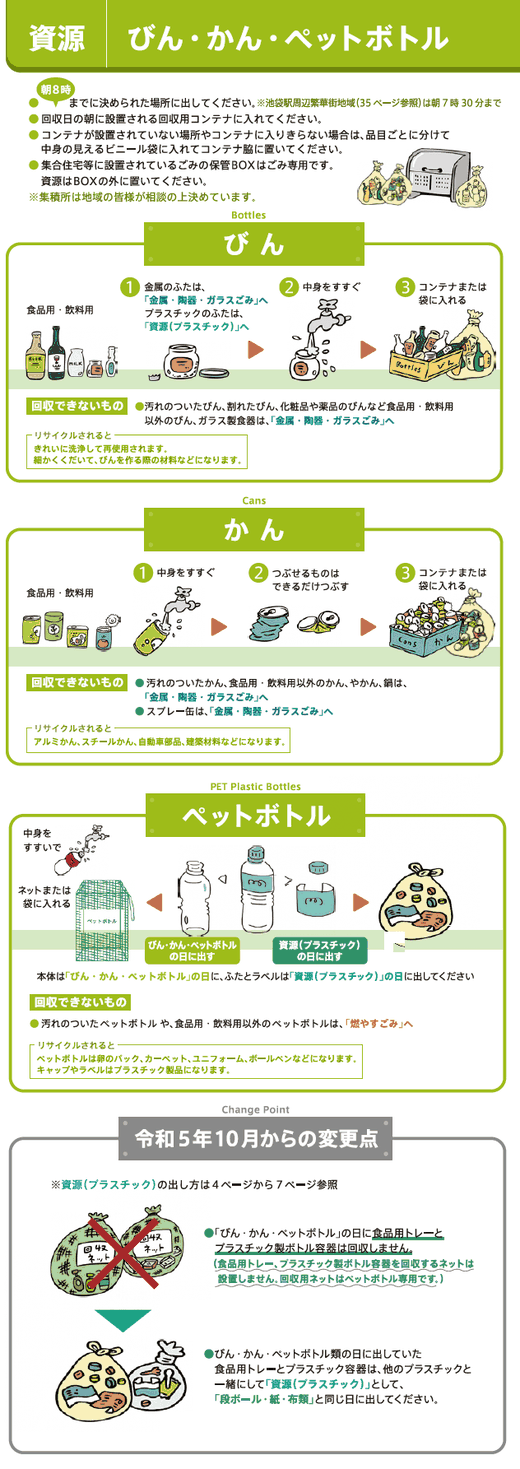 資源 びん・かん・ペットボトル
朝8時
●までに決められた場所に出してください。※池袋駅周辺繁華街地域(35ページ参照)は朝7時30分まで
●回収日の朝に設置される回収用コンテナに入れてください。
●コンテナが設置されていない場所やコンテナに入りきらない場合は、品目ごとに分けて
中身の見えるビニール袋に入れてコンテナ脇に置いてください。
●集合住宅等に設置されているごみの保管BOXはごみ専用です。
資源はBOXの外に置いてください。
※集積所は地域の皆様が相談の上決めています。
Bottles
びん
食品用・飲料用
1 金属のふたは、
「金属・陶器・ガラスごみ」へ
プラスチックのふたは、
「資源(プラスチック)」へ
2 中身をすすぐ
3 コンテナまたは
袋に入れる
Bottles びん
回収できないもの
●汚れのついたびん、割れたびん、化粧品や薬品のびんなど食品用・飲料用
以外のびん、ガラス製食器は、「金属・陶器・ガラスごみ」へ
リサイクルされると
きれいに洗浄して再使用されます。
細かくくだいて、びんを作る際の材料などになります。
Cans
かん
食品用・飲料用
1 中身をすすぐ
2 つぶせるものは
できるだけつぶす
3 コンテナまたは
袋に入れる
Cans かん
回収できないもの
●汚れのついたかん、食品用・飲料用以外のかん、やかん、鍋は、
「金属・陶器・ガラスごみ」へ
●スプレー缶は、「金属・陶器・ガラスごみ」へ
リサイクルされると
アルミかん、スチールかん、自動車部品、建築材料などになります。
PET Plastic Bottles
ペットボトル
中身を
すすいで
ネットまたは
袋に入れる
ペットボトル
びん・かん・ペットボトル
の日に出す
資源(プラスチック)
の日に出す
本体は「びん・かん・ペットボトル」の日に、ふたとラベルは「資源(プラスチック)」の日に出してください
回収できないもの
●汚れのついたペットボトルや、食品用・飲料用以外のペットボトルは、「燃やすごみ」へ
リサイクルされると
ペットボトルは卵のパック、カーペット、ユニフォーム、ボールペンなどになります。
キャップやラベルはプラスチック製品になります。
Change Point
令和5年10月からの変更点
※資源(プラスチック)の出し方は4ページから7ページ参照
回収
ネット
回収
ネット
●「びん・かん・ペットボトル」の日に食品用トレーと
プラスチック製ボトル容器は回収しません。
(食品用トレー、プラスチック製ボトル容器を回収するネットは
設置しません。回収用ネットはペットボトル専用です。)
●びん・かん・ペットボトル類の日に出していた
食品用トレーとプラスチック容器は、他のプラスチックと
一緒にして「資源(プラスチック)」として、
「段ボール・紙・布類」と同じ日に出してください。